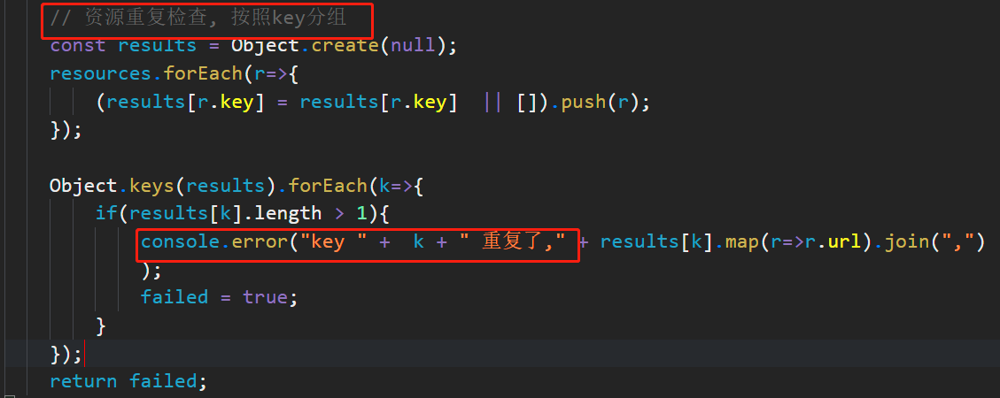 // 资源重复检查, 按照key分组
const results = Object.create(null);
resources.forEach(r=>{
(results[r.key] = results[r.key]  || []).push(r);
});
Object.keys(results).forEach(k=>{
if(results[k].length > 1){
console.error("key " +  k + " 重复了," + results[k].map(r=>r.url).join(",")
);
failed = true;
}
});
return failed;